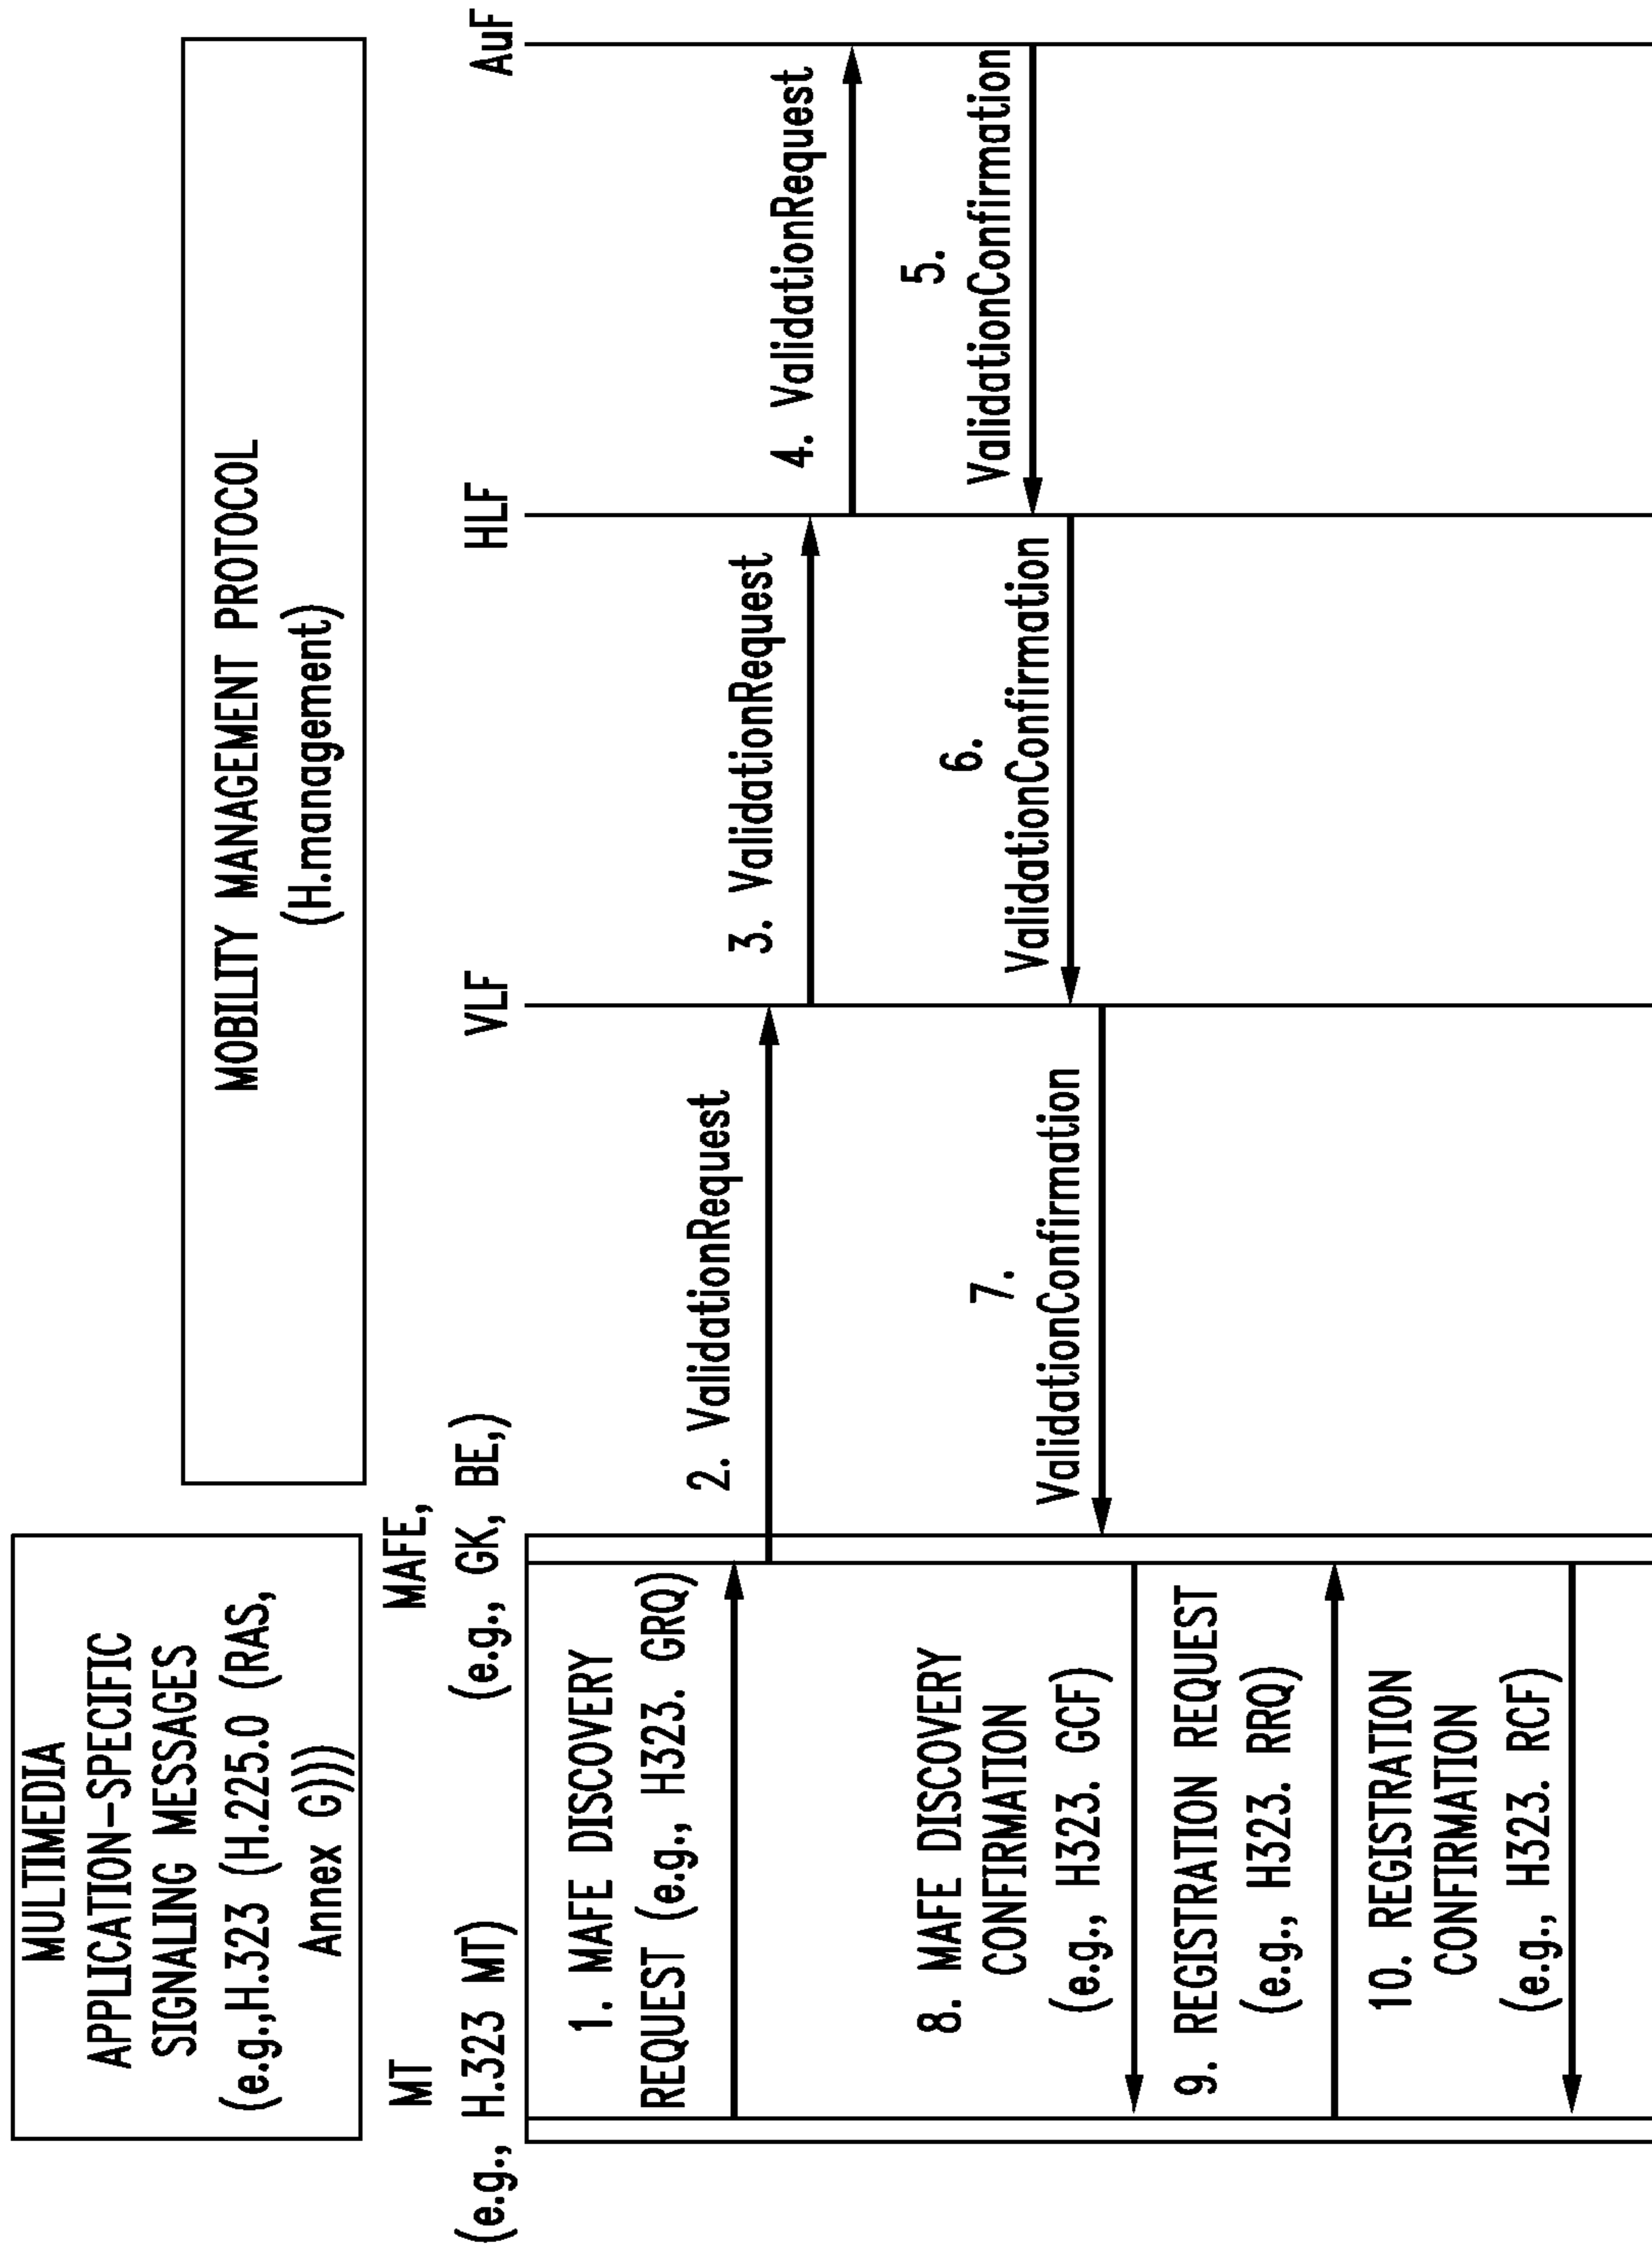 MULTIMEDIA
APPLICATION-SPECIFIC
SIGNALING MESSAGES
(e.g.,H.323 (H.225.0 (RAS,
Annex G)))
MOBILITY MANAGEMENT PROTOCOL
(H.management)
MT
(e.g., H.323 MT)
MAFE,
(e.g., GK, BE,)
VLF
HLF
AuF
1. MAFE DISCOVERY
REQUEST (e.g., H323. GRQ)
2. ValidationRequest
3. ValidationRequest
4. ValidationRequest
5.
ValidationConfirmation
6.
ValidationConfirmation
7.
ValidationConfirmation
8. MAFE DISCOVERY
CONFIRMATION
(e.g., H323. GCF)
9. REGISTRATION REQUEST
(e.g., H323. RRQ)
10. REGISTRATION
CONFIRMATION
(e.g., H323. RCF)